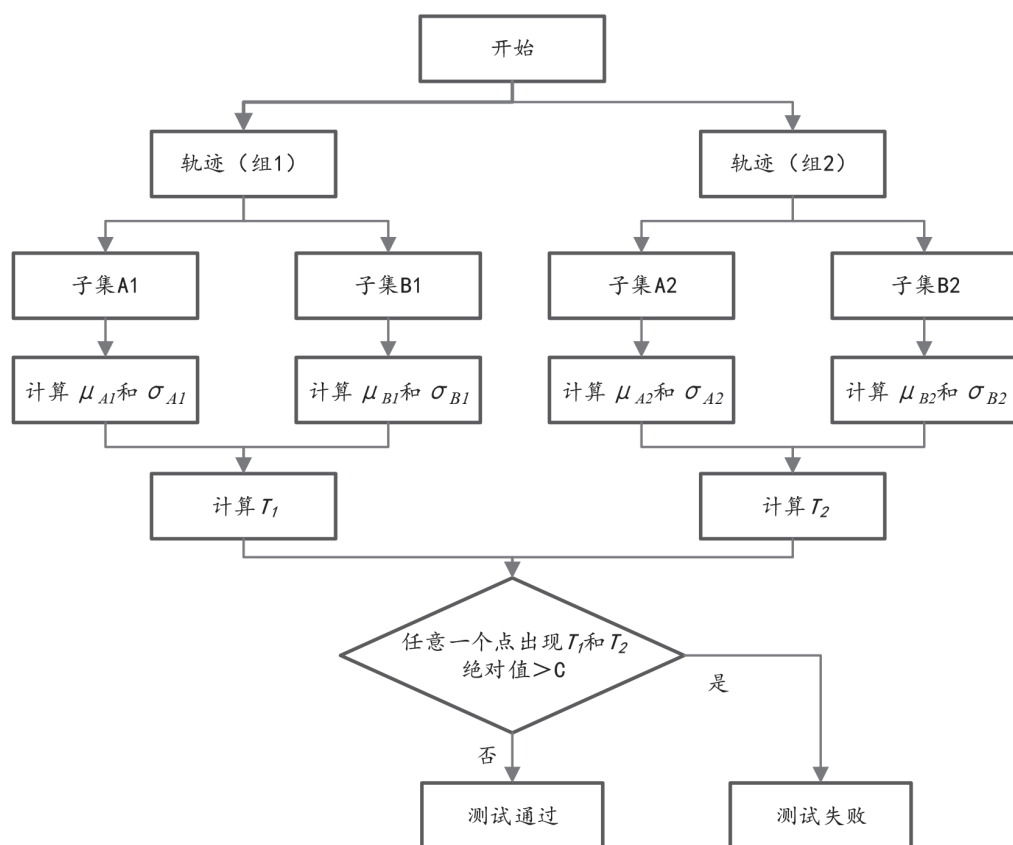 开始
轨迹（组1）
轨迹（组2）
子集A1
子集B1
子集A2
子集B2
计算 μA1和 σA1
计算 μB1和 σB1
计算 μA2和 σA2
计算 μB2和 σB2
计算T1
计算T2
任意一个点出现T1和T2
绝对值＞C
是
否
测试通过
测试失败